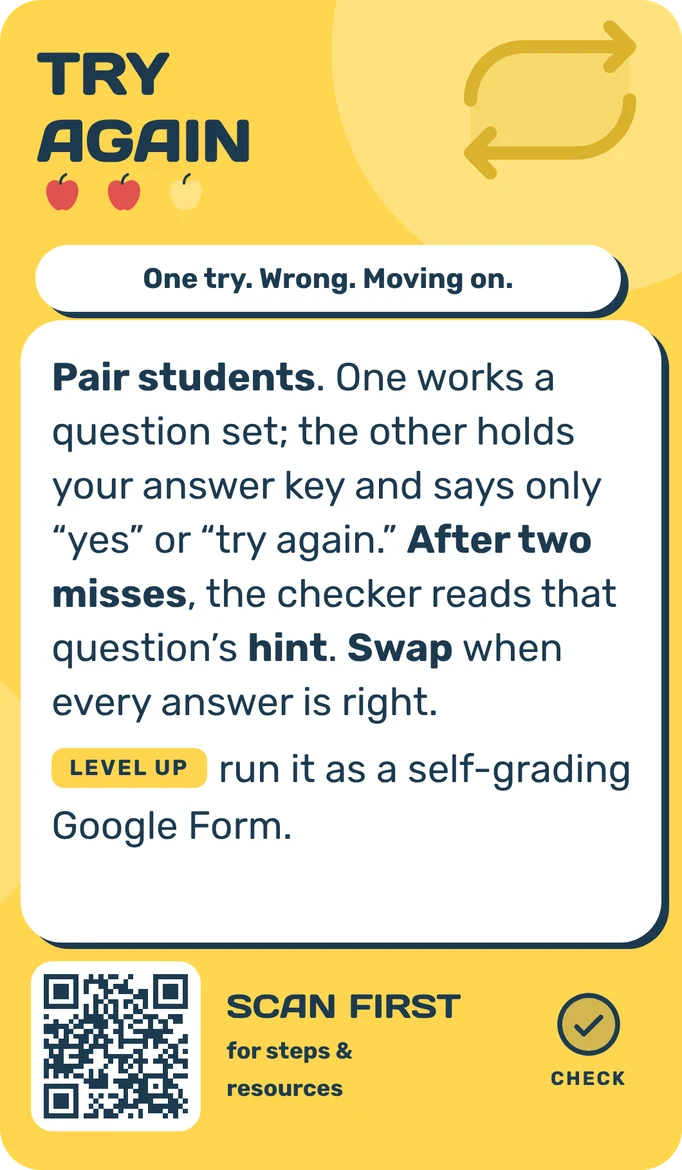 TRY
AGAIN
One try. Wrong. Moving on.
Pair students. One works a
question set; the other holds
your answer key and says only
“yes” or “try again.” After two
misses, the checker reads that
question’s hint. Swap when
every answer is right.
LEVEL UP run it as a self-grading
Google Form.
SCAN FIRST
for steps &
resources
CHECK